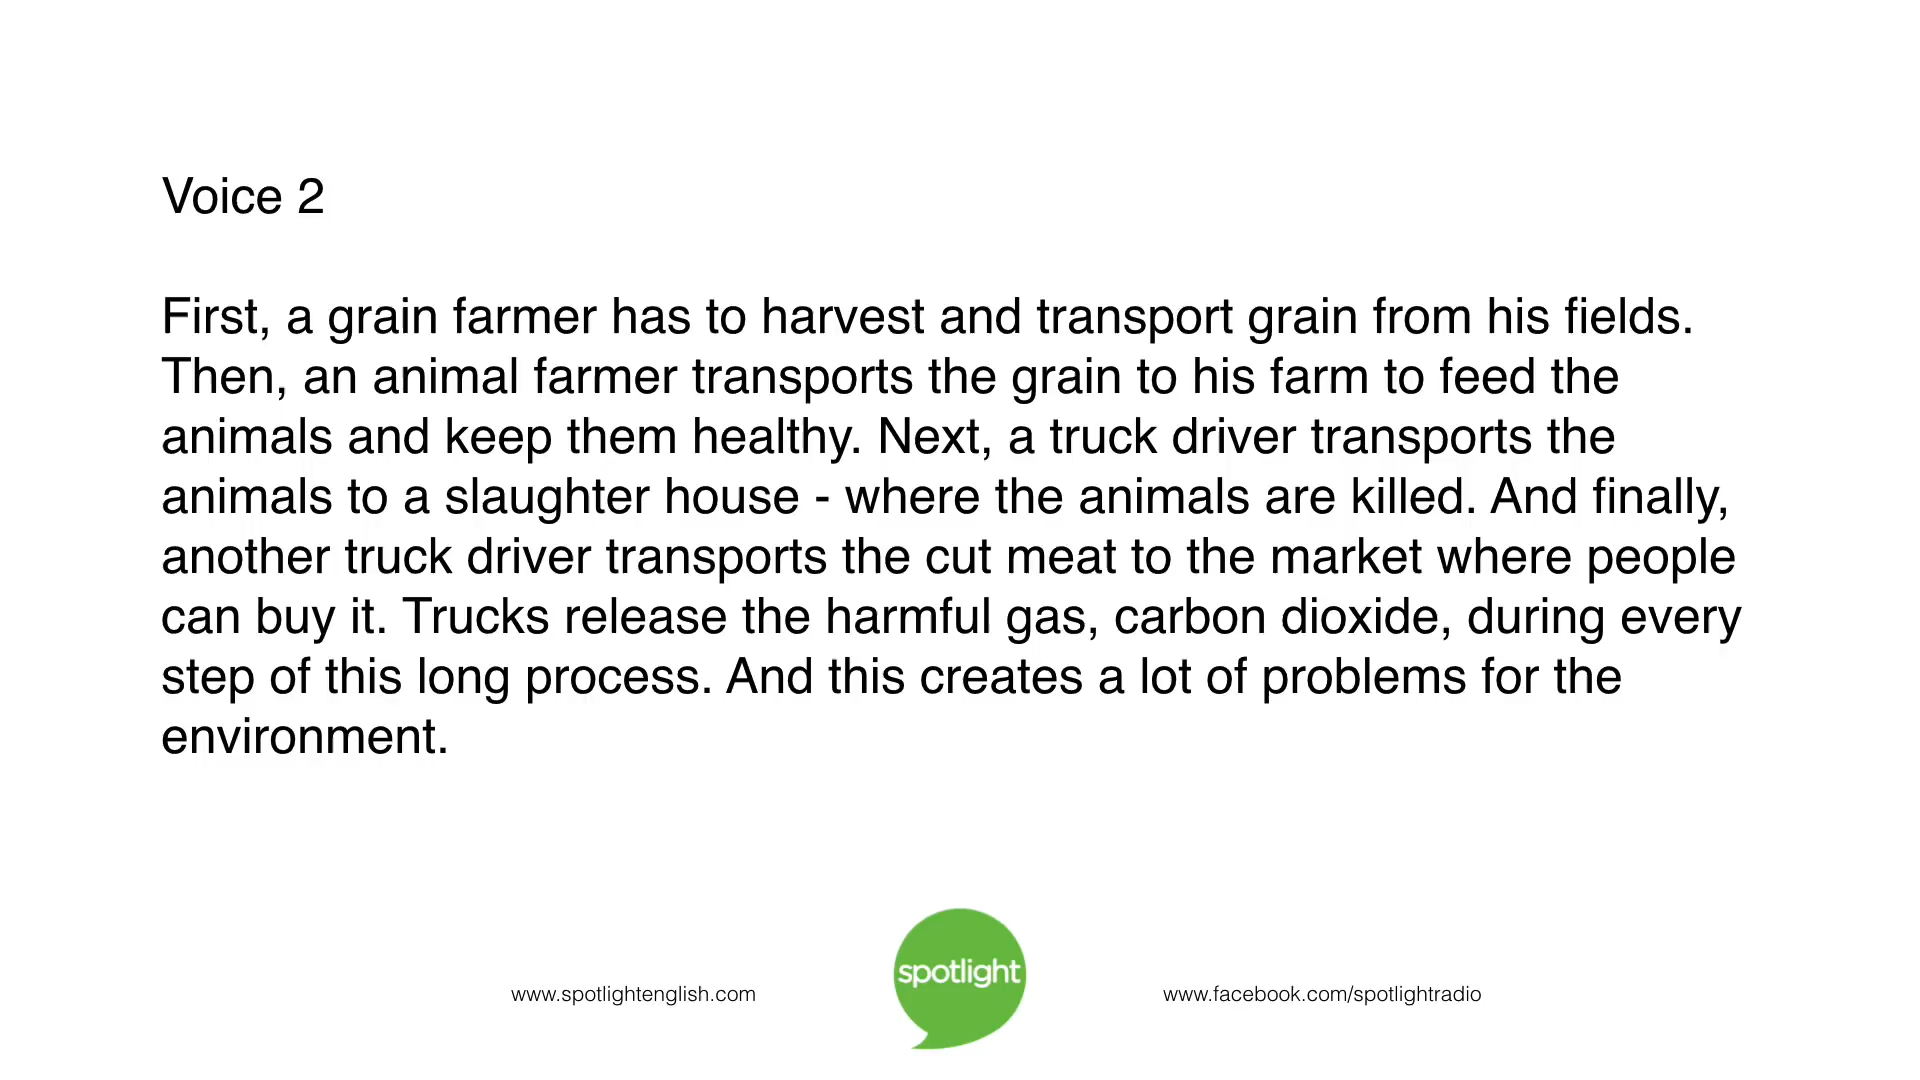 Voice 2
First, a grain farmer has to harvest and transport grain from his fields.
Then, an animal farmer transports the grain to his farm to feed the
animals and keep them healthy. Next, a truck driver transports the
animals to a slaughter house - where the animals are killed. And finally,
another truck driver transports the cut meat to the market where people
can buy it. Trucks release the harmful gas, carbon dioxide, during every
step of this long process. And this creates a lot of problems for the
environment.
spotlight
www.spotlightenglish.com
www.facebook.com/spotlightradio